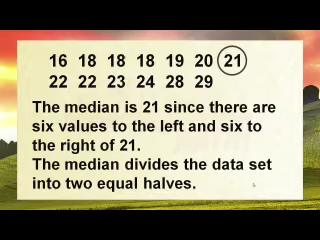 16 18 18 18 19 20 21
22 22 23 24 28 29
The median is 21 since there are
six values to the left and six to
the right of 21.
The median divides the data set
into two equal halves.